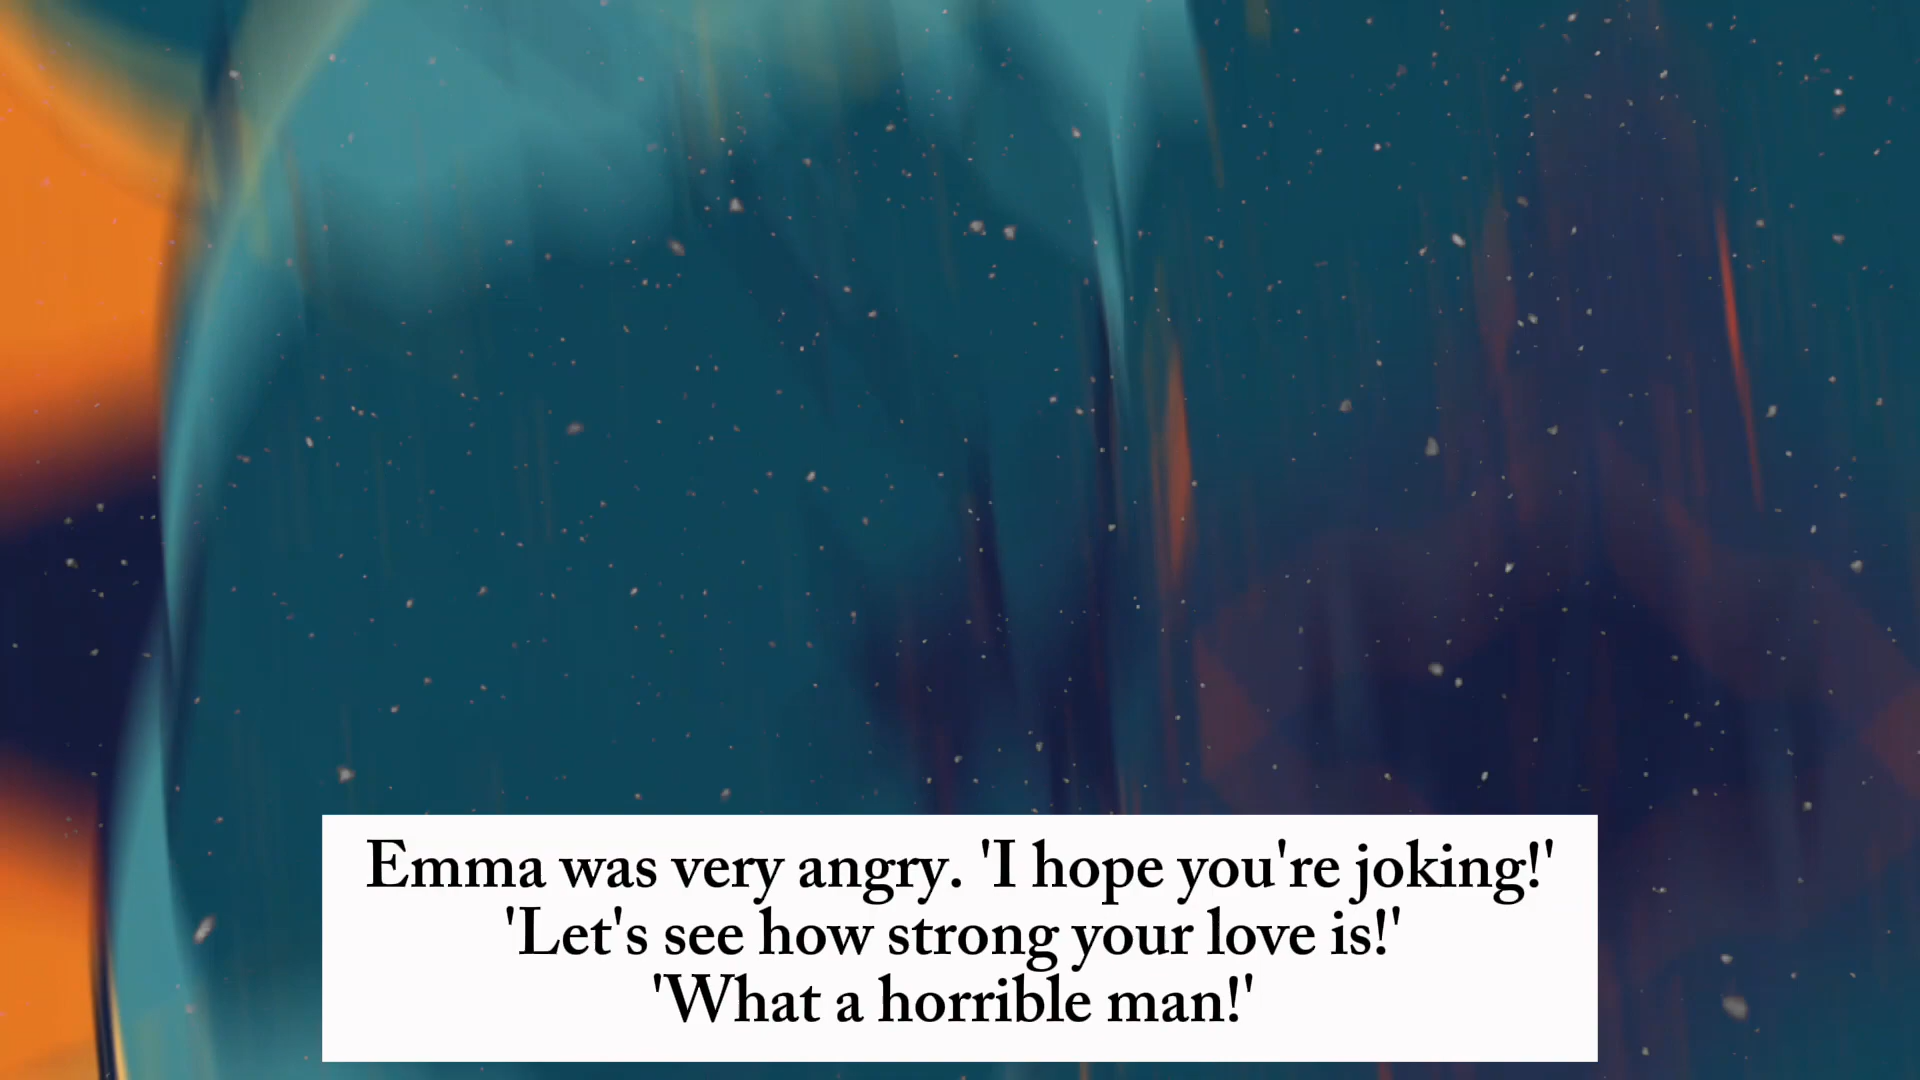 Emma was very angry. 'I hope you're joking!'
'Let's see how strong your love is!'
'What a horrible man!'